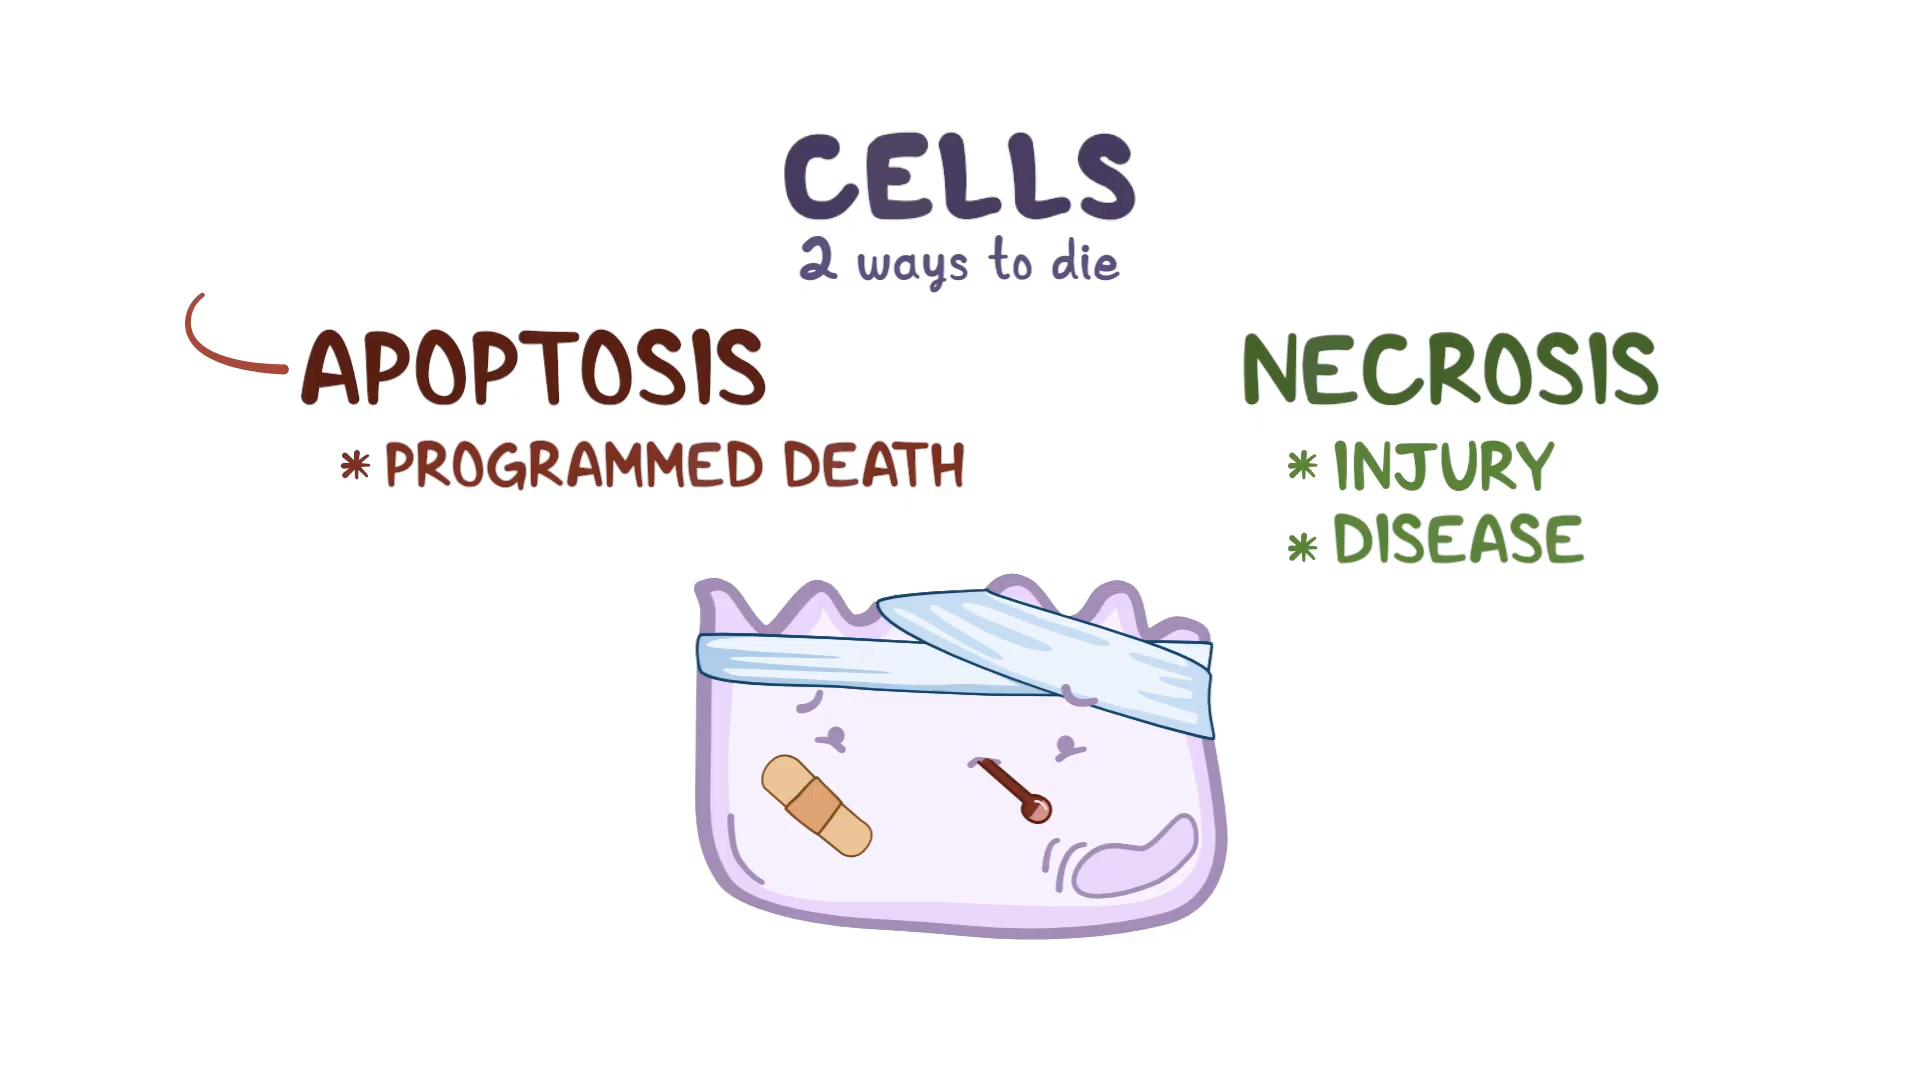 CELLS
2 ways to die
APOPTOSIS
* PROGRAMMED DEATH
NECROSIS
* INJURY
* DISEASE